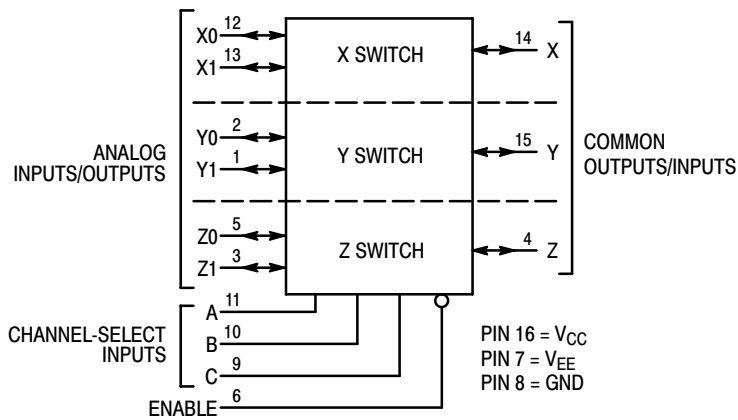 X0 12
X1 13
X SWITCH
14 X
Y0 2
Y1 1
Y SWITCH
15 Y
ANALOG
INPUTS/OUTPUTS
COMMON
OUTPUTS/INPUTS
Z0 5
Z1 3
Z SWITCH
4 Z
CHANNEL-SELECT
INPUTS
A 11
B 10
C 9
ENABLE 6
PIN 16 = VCC
PIN 7 = VEE
PIN 8 = GND